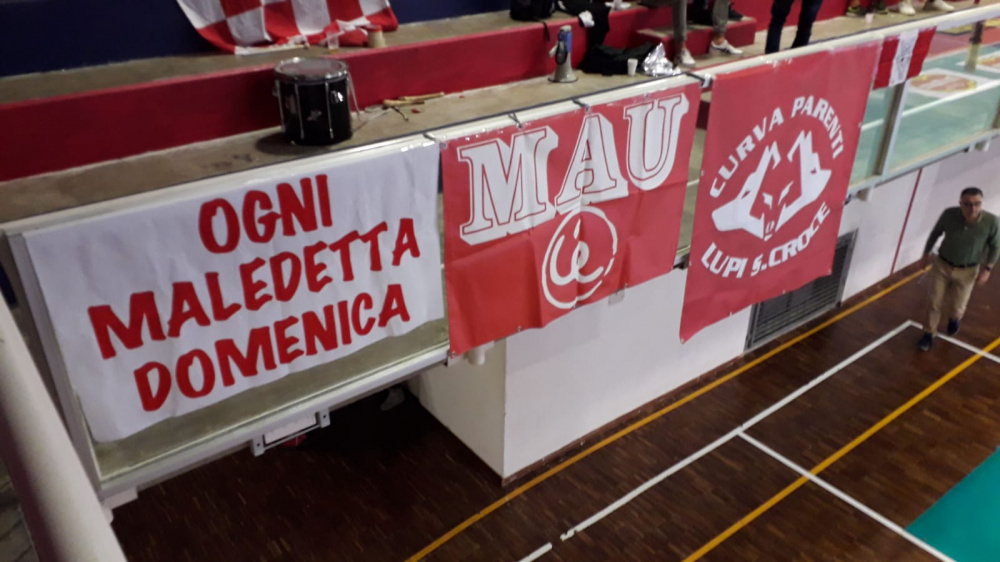 OGNI
MALEDETTA
DOMENICA
MAU
CURVA PARENTI
LUPI S.CROCE